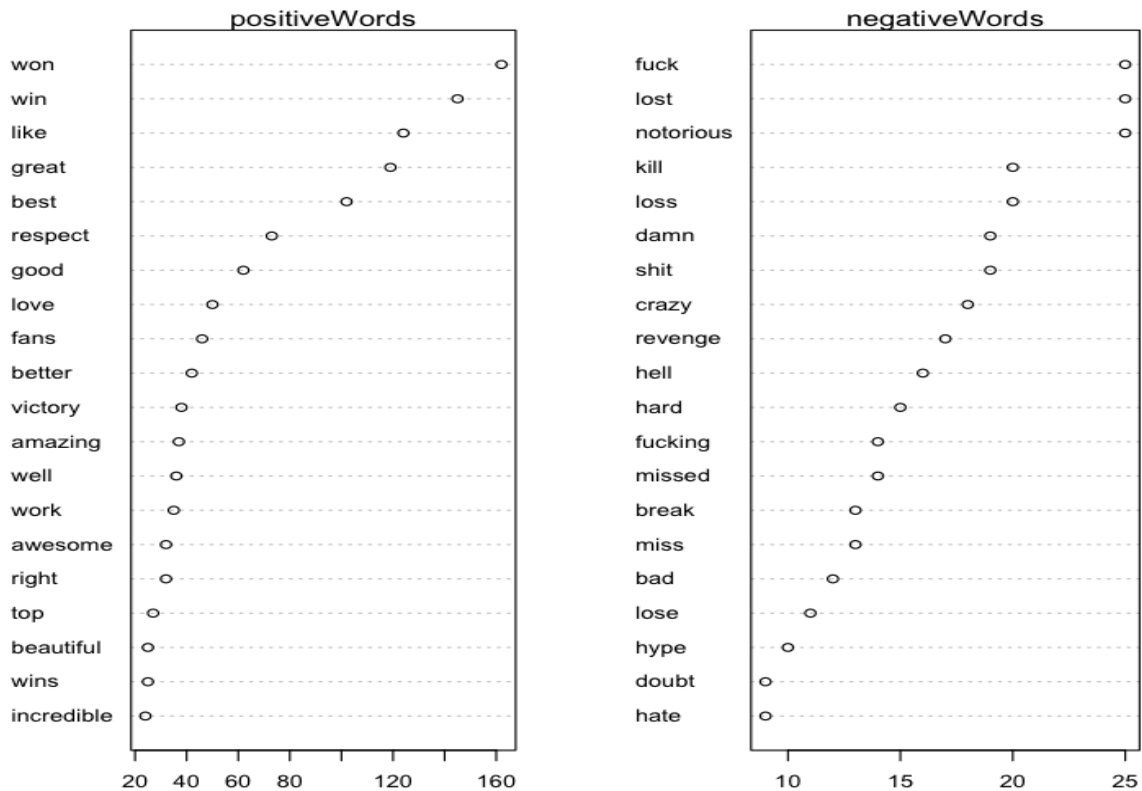 positiveWords
won
win
like
great
best
respect
good
love
fans
better
victory
amazing
well
work
awesome
right
top
beautiful
wins
incredible
20 40 60 80 120 160
negativeWords
fuck
lost
notorious
kill
loss
damn
shit
crazy
revenge
hell
hard
fucking
missed
break
miss
bad
lose
hype
doubt
hate
10 15 20 25